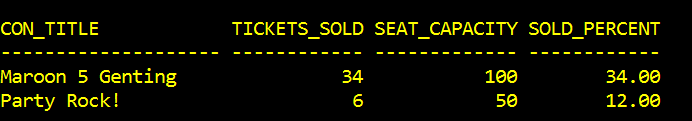 CON_TITLE TICKETS_SOLD SEAT_CAPACITY SOLD_PERCENT
-------------------- ------------ ------------- ------------
Maroon 5 Genting 34 100 34.00
Party Rock! 6 50 12.00